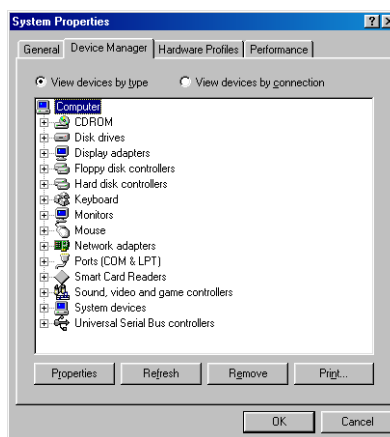 System Properties
General Device Manager Hardware Profiles Performance
View devices by type View devices by connection
Computer
CDROM
Disk drives
Display adapters
Floppy disk controllers
Hard disk controllers
Keyboard
Monitors
Mouse
Network adapters
Ports (COM & LPT)
Smart Card Readers
Sound, video and game controllers
System devices
Universal Serial Bus controllers
Properties Refresh Remove Print...
OK Cancel